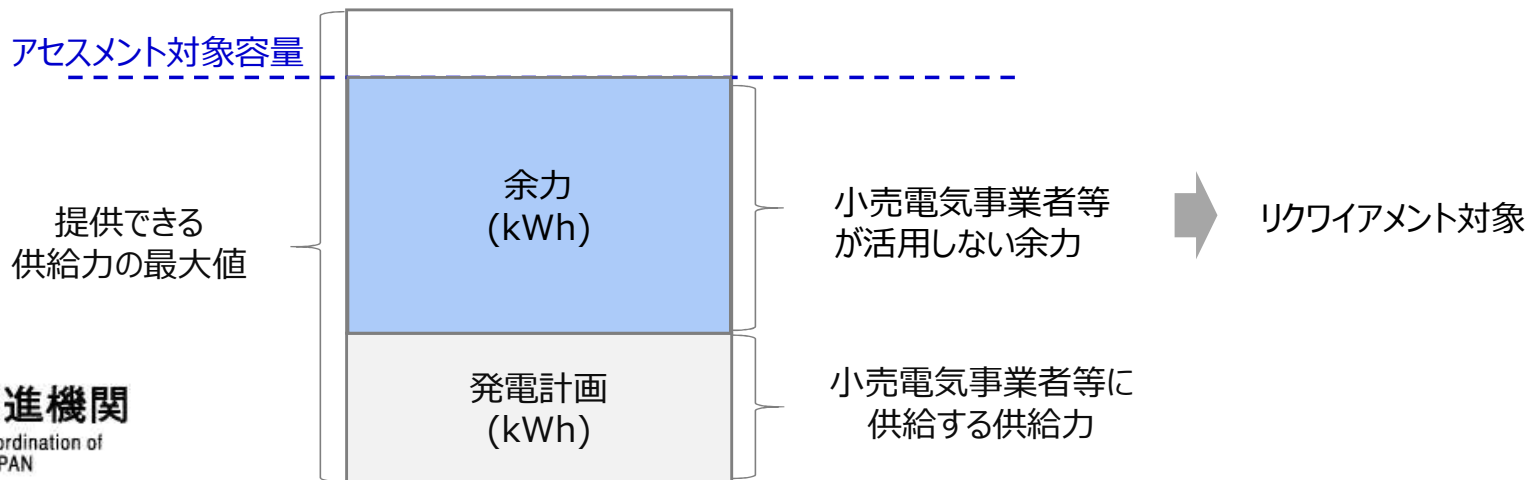 アセスメント対象容量
提供できる
供給力の最大値
余力
(kWh)
小売電気事業者等
が活用しない余力
リクワイアメント対象
発電計画
(kWh)
小売電気事業者等に
供給する供給力
進機関
ordination of
PAN